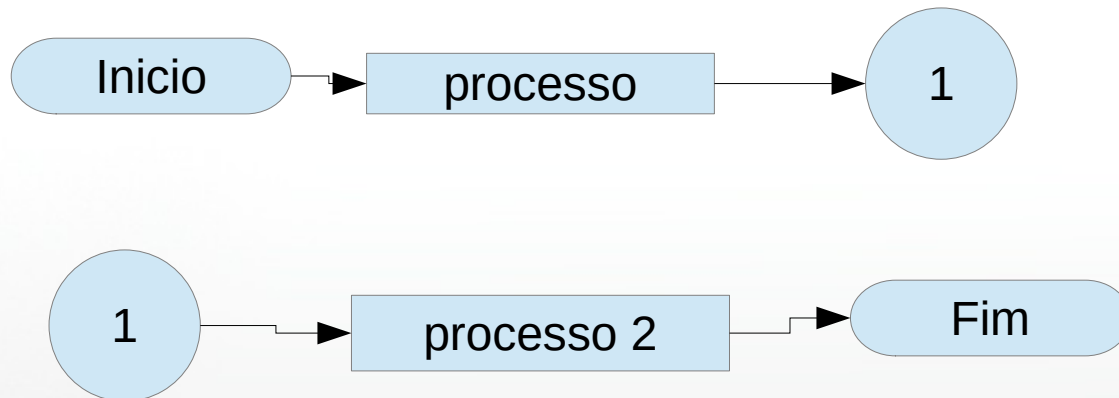 Inicio
processo
1
1
processo 2
Fim